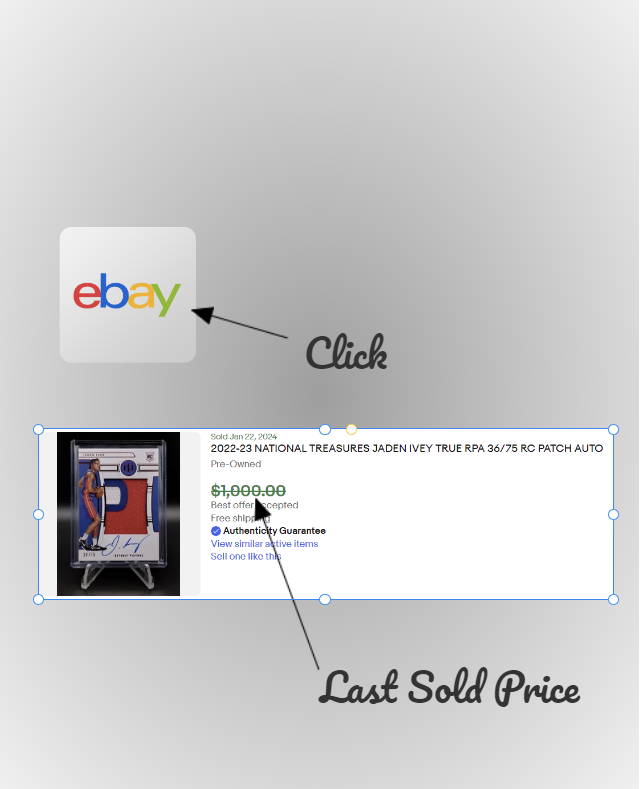 ebay
Click
Sold Jan 22, 2024
2022-23 NATIONAL TREASURES JADEN IVEY TRUE RPA 36/75 RC PATCH AUTO
Pre-Owned
$1,000.00
Best offer accepted
Free shipping
Authenticity Guarantee
View similar active items
Sell one like this
Last Sold Price